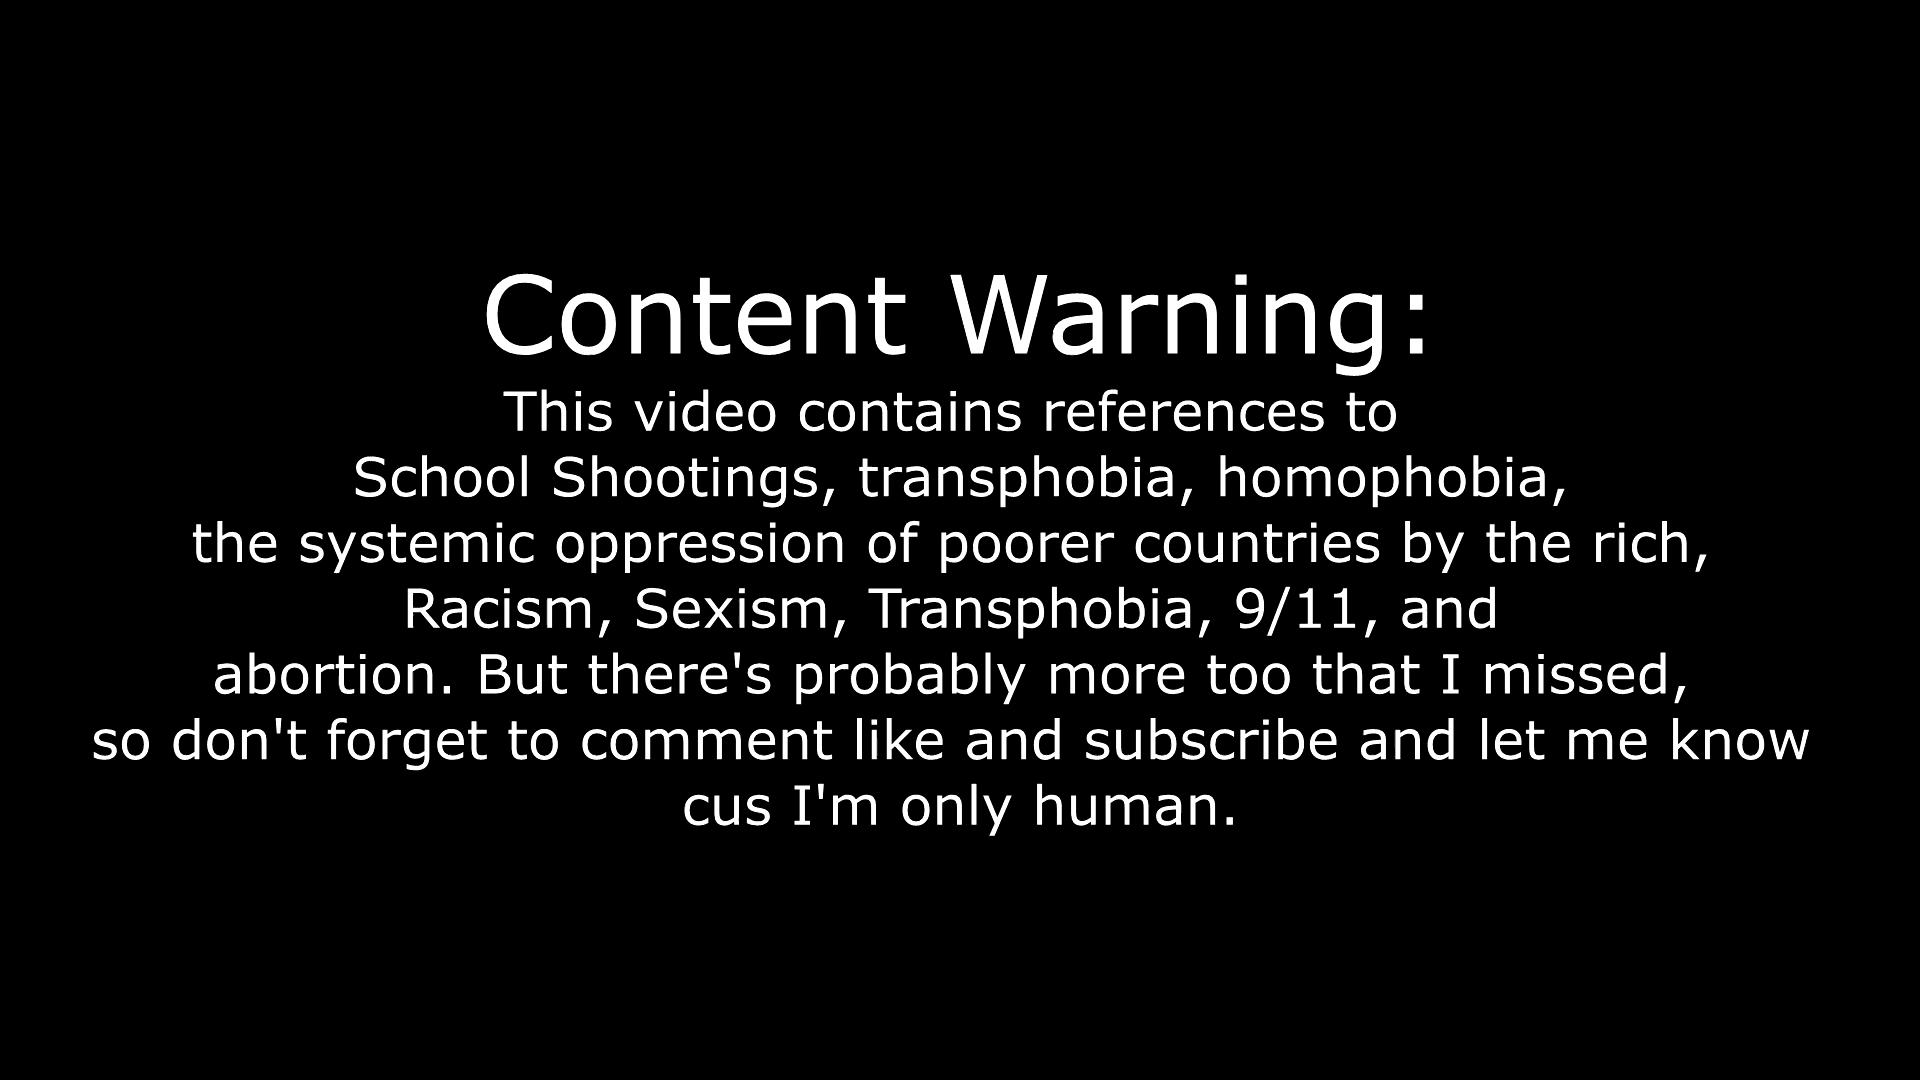 Content Warning:
This video contains references to
School Shootings, transphobia, homophobia,
the systemic oppression of poorer countries by the rich,
Racism, Sexism, Transphobia, 9/11, and
abortion. But there's probably more too that I missed,
so don't forget to comment like and subscribe and let me know
cus I'm only human.